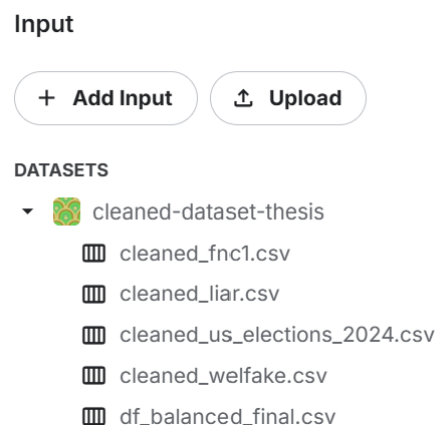 Input
+ Add Input
Upload
DATASETS
cleaned-dataset-thesis
cleaned_fnc1.csv
cleaned_liar.csv
cleaned_us_elections_2024.csv
cleaned_welfake.csv
df_balanced_final.csv